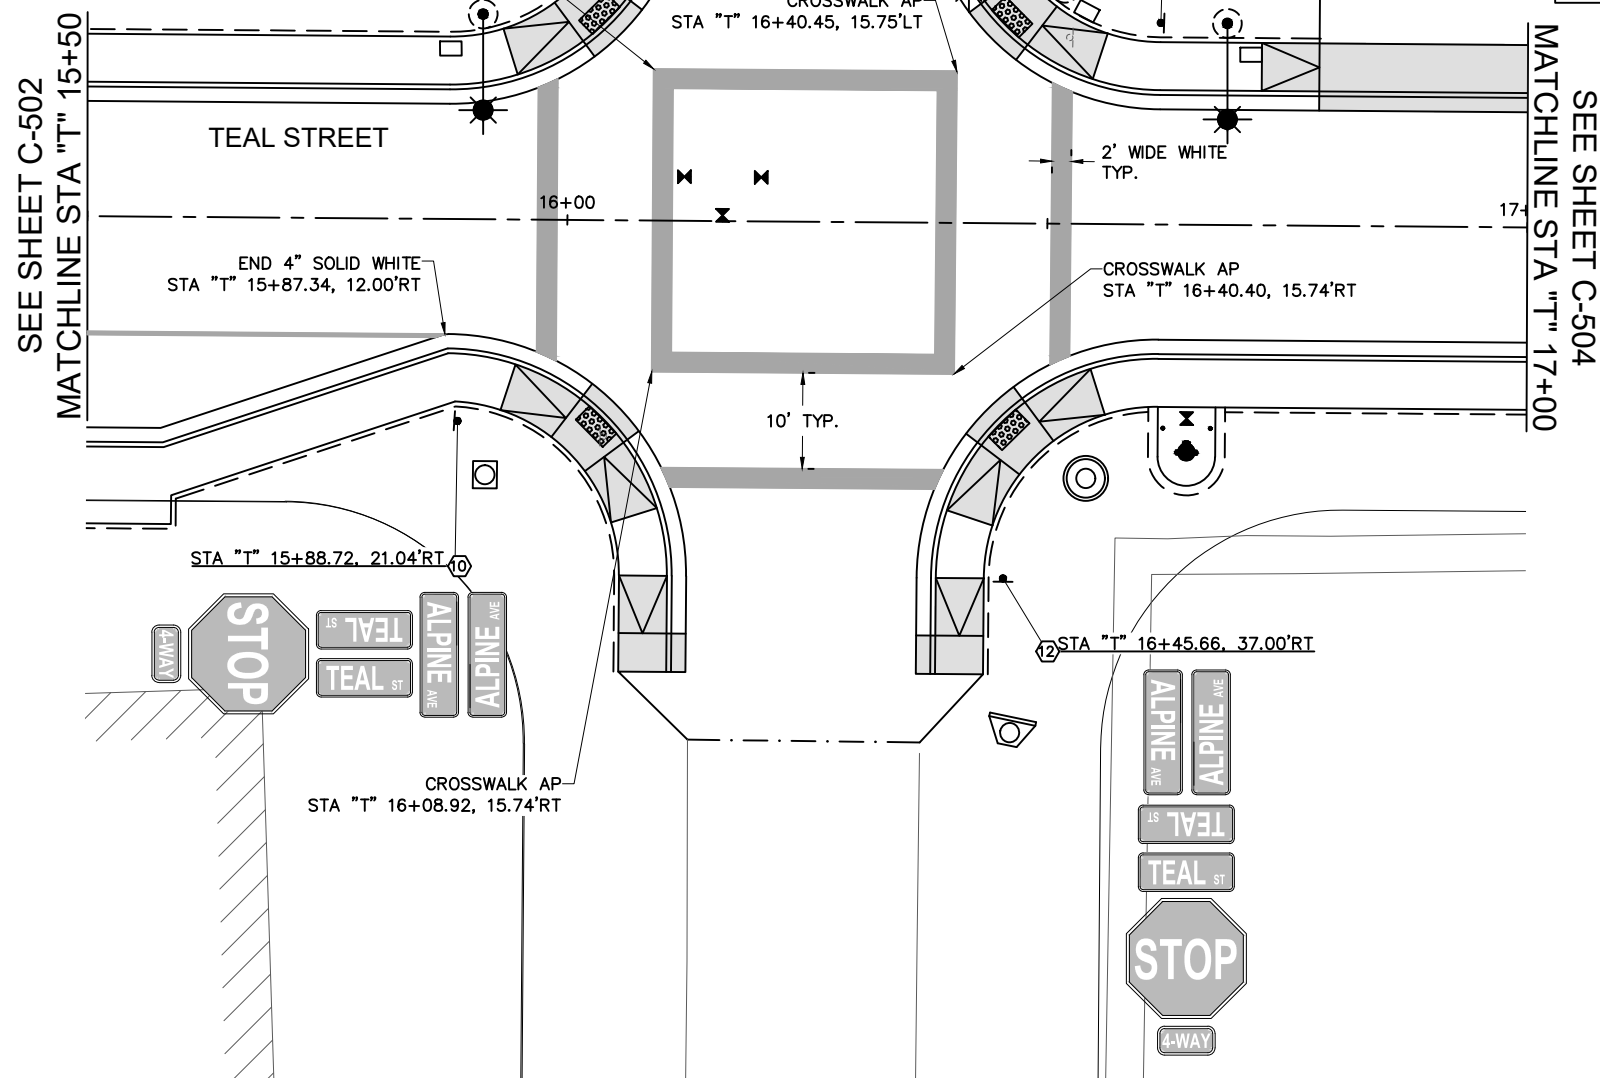 CROSSWALK AP
STA "T" 16+40.45, 15.75'LT
SEE SHEET C-502
MATCHLINE STA "T" 15+50
TEAL STREET
2' WIDE WHITE
TYP.
16+00
17+
MATCHLINE STA "T" 17+00
SEE SHEET C-504
END 4" SOLID WHITE
STA "T" 15+87.34, 12.00'RT
CROSSWALK AP
STA "T" 16+40.40, 15.74'RT
10' TYP.
STA "T" 15+88.72, 21.04'RT
10
4-WAY
STOP
TEAL ST
TEAL ST
ALPINE AVE
ALPINE AVE
12
STA "T" 16+45.66, 37.00'RT
ALPINE AVE
ALPINE AVE
TEAL ST
TEAL ST
STOP
4-WAY
CROSSWALK AP
STA "T" 16+08.92, 15.74'RT